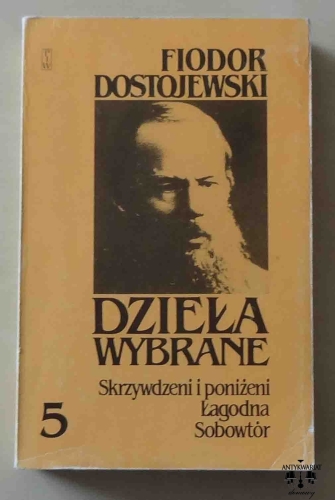 FIODOR
DOSTOJEWSKI
DZIEŁA
WYBRANE
Skrzywdzeni i poniżeni
Łagodna
Sobowtór
5
ANTYKWARIAT